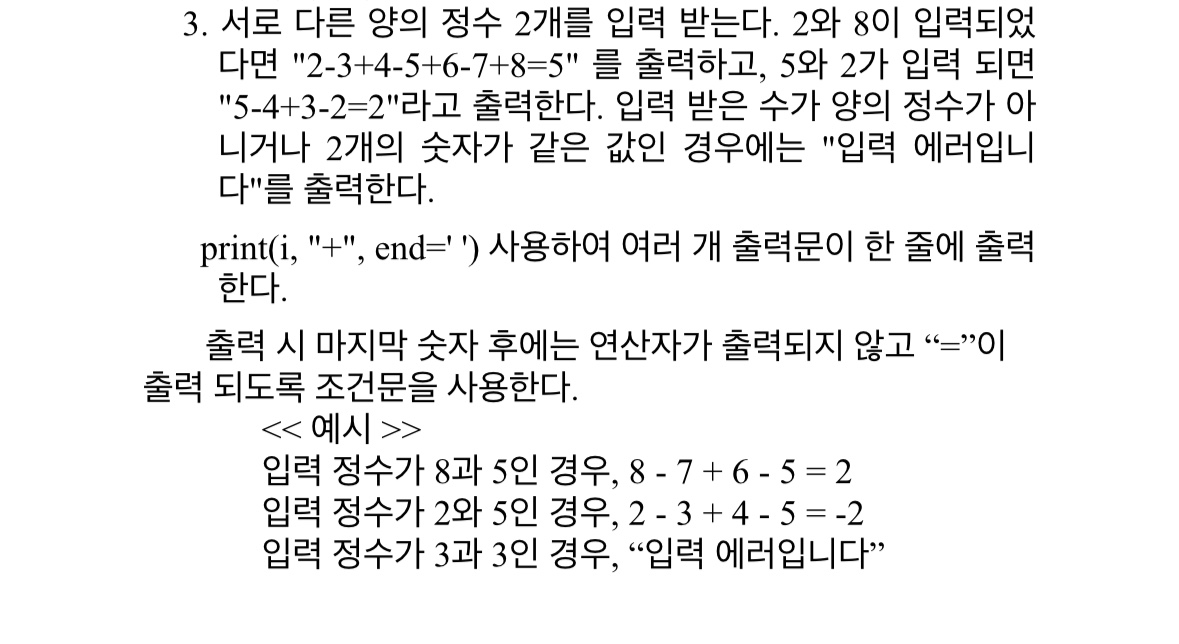 3. 서로 다른 양의 정수 2개를 입력 받는다. 2와 8이 입력되었
다면 "2-3+4-5+6-7+8=5" 를 출력하고, 5와 2가 입력 되면
"5-4+3-2=2"라고 출력한다. 입력 받은 수가 양의 정수가 아
니거나 2개의 숫자가 같은 값인 경우에는 "입력 에러입니
다"를 출력한다.
print(i, "+", end=' ') 사용하여 여러 개 출력문이 한 줄에 출력
한다.
출력 시 마지막 숫자 후에는 연산자가 출력되지 않고 “=”이
출력 되도록 조건문을 사용한다.
<< 예시 >>
입력 정수가 8과 5인 경우, 8 - 7 + 6 - 5 = 2
입력 정수가 2와 5인 경우, 2 - 3 + 4 - 5 = -2
입력 정수가 3과 3인 경우, “입력 에러입니다”